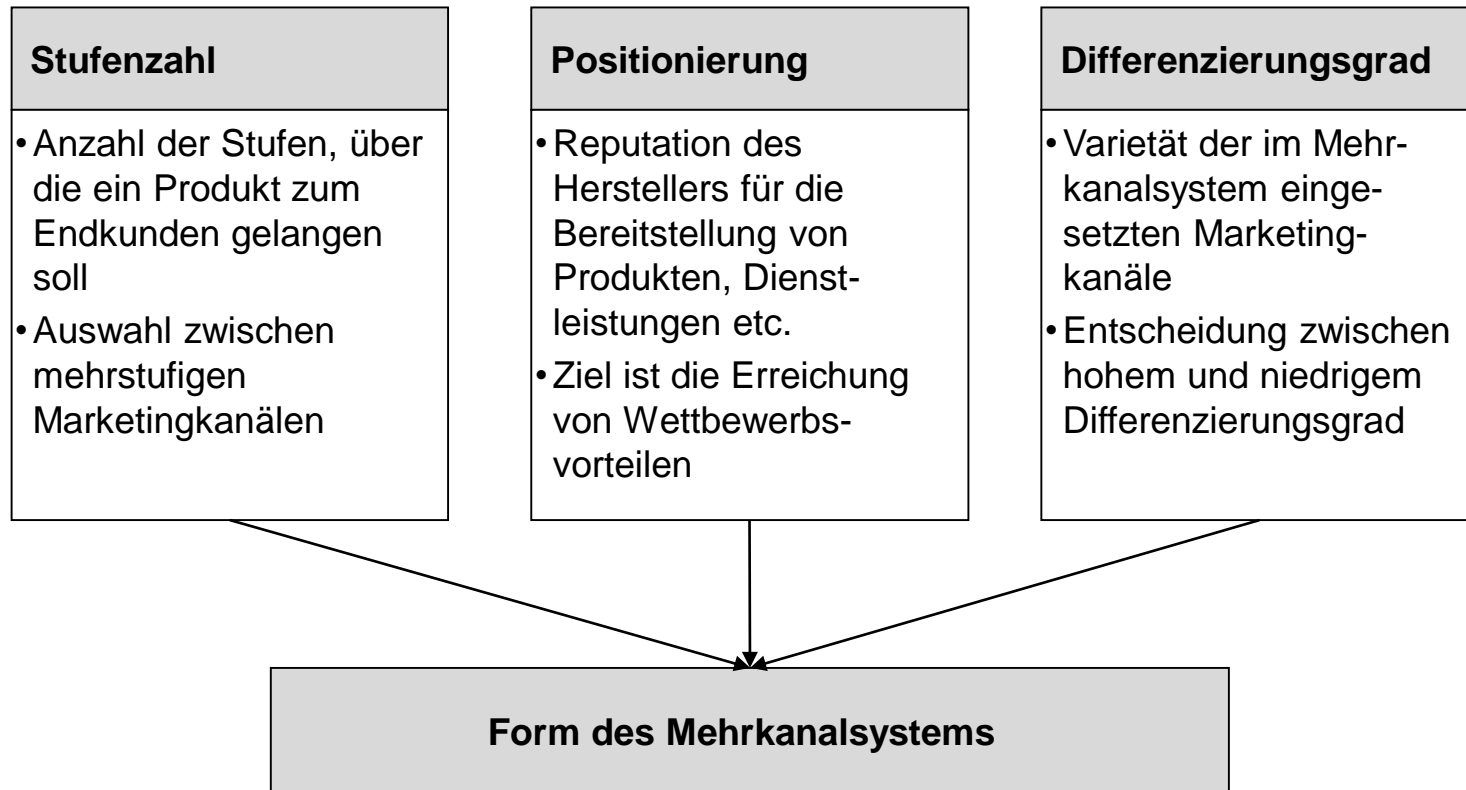 Stufenzahl
• Anzahl der Stufen, über
die ein Produkt zum
Endkunden gelangen
soll
• Auswahl zwischen
mehrstufigen
Marketingkanälen
Positionierung
• Reputation des
Herstellers für die
Bereitstellung von
Produkten, Dienst-
leistungen etc.
• Ziel ist die Erreichung
von Wettbewerbs-
vorteilen
Differenzierungsgrad
• Varietät der im Mehr-
kanalsystem einge-
setzten Marketing-
kanäle
• Entscheidung zwischen
hohem und niedrigem
Differenzierungsgrad
Form des Mehrkanalsystems